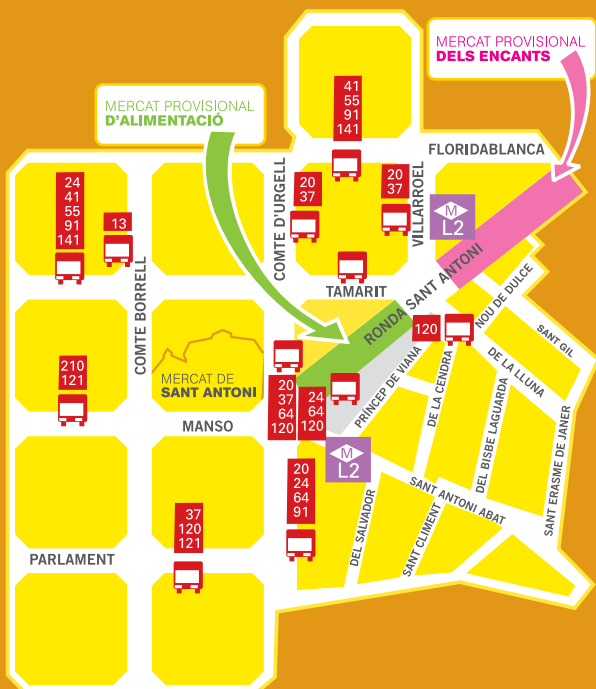 MERCAT PROVISIONAL
DELS ENCANTS
MERCAT PROVISIONAL
D'ALIMENTACIÓ
41
55
91
141
FLORIDABLANCA
24
41
55
91
141
13
20
37
20
37
COMTE D'URGELL
VILLARROEL
M
L2
COMTE BORRELL
TAMARIT
RONDA SANT ANTONI
NOU DE DULCE
120
SANT GIL
MERCAT DE
SANT ANTONI
210
121
20
37
64
120
24
64
120
PRÍNCEP DE VIANA
DE LA CENDRA
DE LA LLUNA
DEL BISBE LAGUARDA
SANT ERASME DE JANER
MANSO
M
L2
20
24
64
91
SANT ANTONI ABAT
37
120
121
DEL SALVADOR
SANT CLIMENT
PARLAMENT